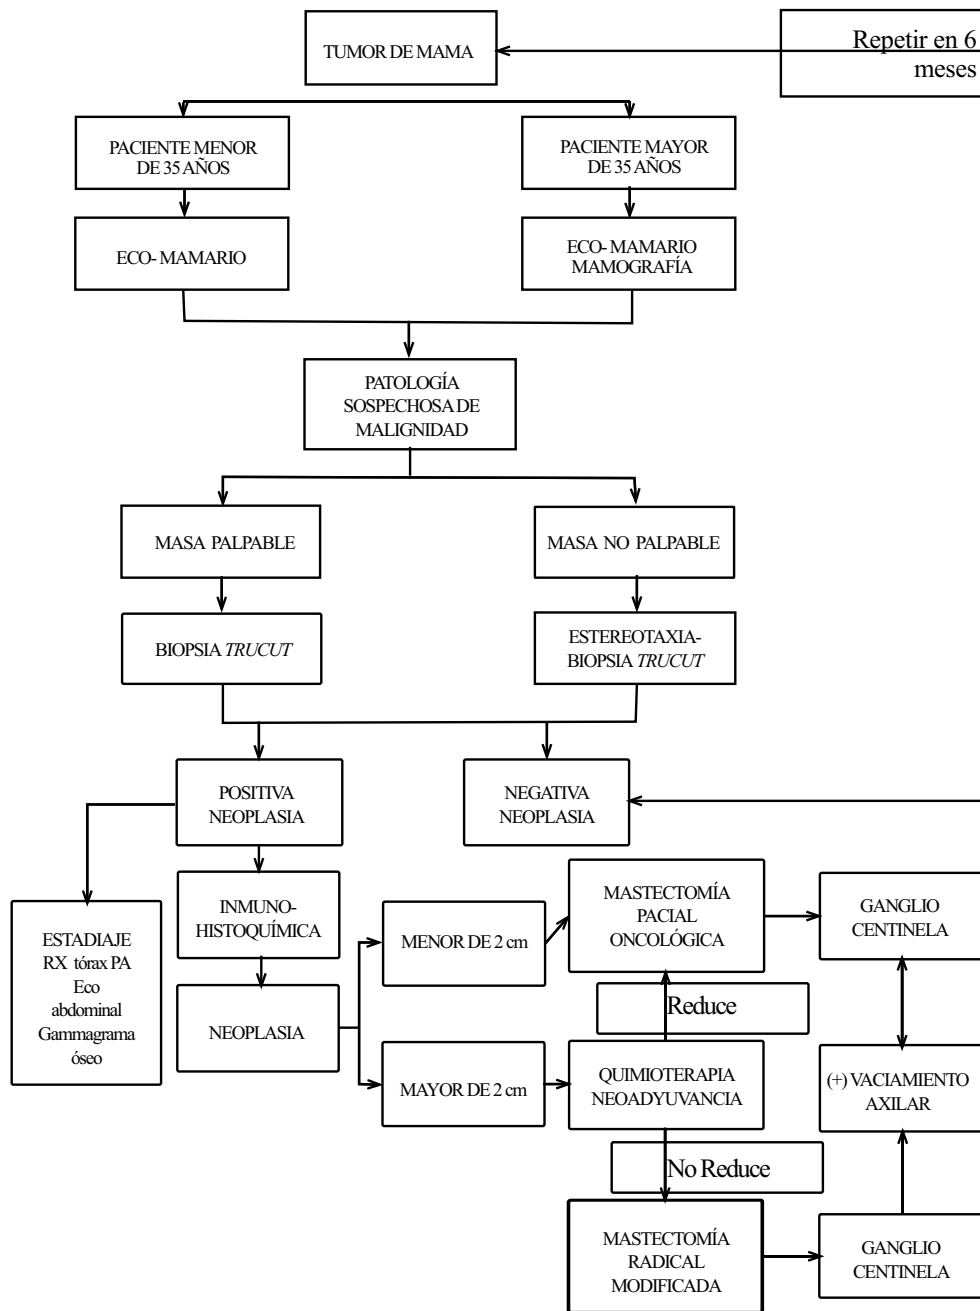 Repetir en 6
meses
TUMOR DE MAMA
PACIENTE MENOR
DE 35 AÑOS
PACIENTE MAYOR
DE 35 AÑOS
ECO- MAMARIO
ECO- MAMARIO
MAMOGRAFÍA
PATOLOGÍA
SOSPECHOSA DE
MALIGNIDAD
MASA PALPABLE
MASA NO PALPABLE
BIOPSIA TRUCUT
ESTEREOTAXIA-
BIOPSIA TRUCUT
POSITIVA
NEOPLASIA
NEGATIVA
NEOPLASIA
ESTADIAJE
RX tórax PA
Eco
abdominal
Gammagrama
óseo
INMUNO-
HISTOQUÍMICA
NEOPLASIA
MENOR DE 2 cm
MAYOR DE 2 cm
MASTECTOMÍA
PACIAL
ONCOLÓGICA
Reduce
QUIMIOTERAPIA
NEOADYUVANCIA
No Reduce
MASTECTOMÍA
RADICAL
MODIFICADA
GANGLIO
CENTINELA
(+) VACIAMIENTO
AXILAR
GANGLIO
CENTINELA